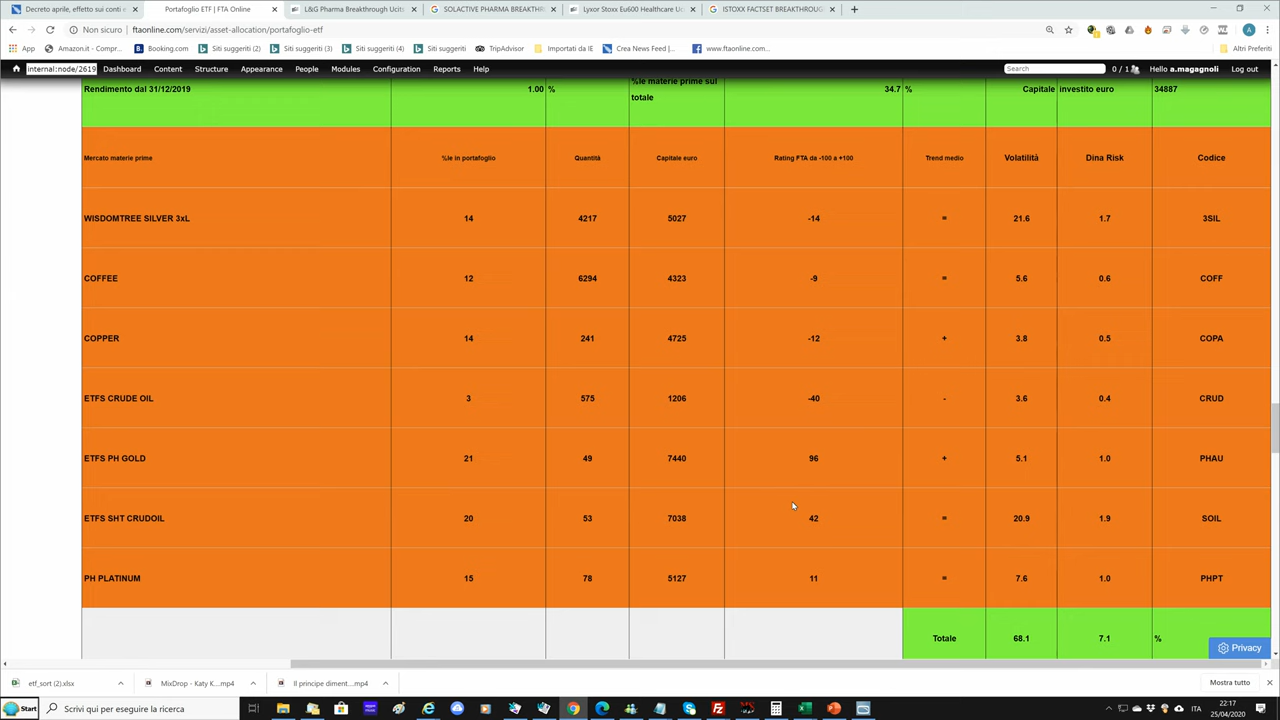 Decreto aprile, effetto sui conti e
Portafoglio ETF | FTA Online
L&G Pharma Breakthrough Ucits
SOLACTIVE PHARMA BREAKTHR
Lyxor Stoxx Eu600 Healthcare Uc
ISTOXX FACTSET BREAKTHROUG
Non sicuro | ftaonline.com/servizi/asset-allocation/portafoglio-etf
App Amazon.it - Compr... Booking.com Siti suggeriti (2) Siti suggeriti (3) Siti suggeriti (4) Siti suggeriti TripAdvisor Importati da IE Crea News Feed |... www.ftaonline.com... Altri Preferiti
internal:node/2619 Dashboard Content Structure Appearance People Modules Configuration Reports Help Search 0 / 1 Hello a.magagnoli Log out
Rendimento dal 31/12/2019 1.00 % %le materie prime sul totale 34.7 % Capitale investito euro 34887
Mercato materie prime %le in portafoglio Quantità Capitale euro Rating FTA da -100 a +100 Trend medio Volatilità Dina Risk Codice
WISDOMTREE SILVER 3xL 14 4217 5027 -14 = 21.6 1.7 3SIL
COFFEE 12 6294 4323 -9 = 5.6 0.6 COFF
COPPER 14 241 4725 -12 + 3.8 0.5 COPA
ETFS CRUDE OIL 3 575 1206 -40 - 3.6 0.4 CRUD
ETFS PH GOLD 21 49 7440 96 + 5.1 1.0 PHAU
ETFS SHT CRUDOIL 20 53 7038 42 = 20.9 1.9 SOIL
PH PLATINUM 15 78 5127 11 = 7.6 1.0 PHPT
Totale 68.1 7.1 %
Privacy
etf_sort (2).xlsx MixDrop - Katy K....mp4 Il principe diment....mp4 Mostra tutto
Start Scrivi qui per eseguire la ricerca ITA 22:17
25/04/2020